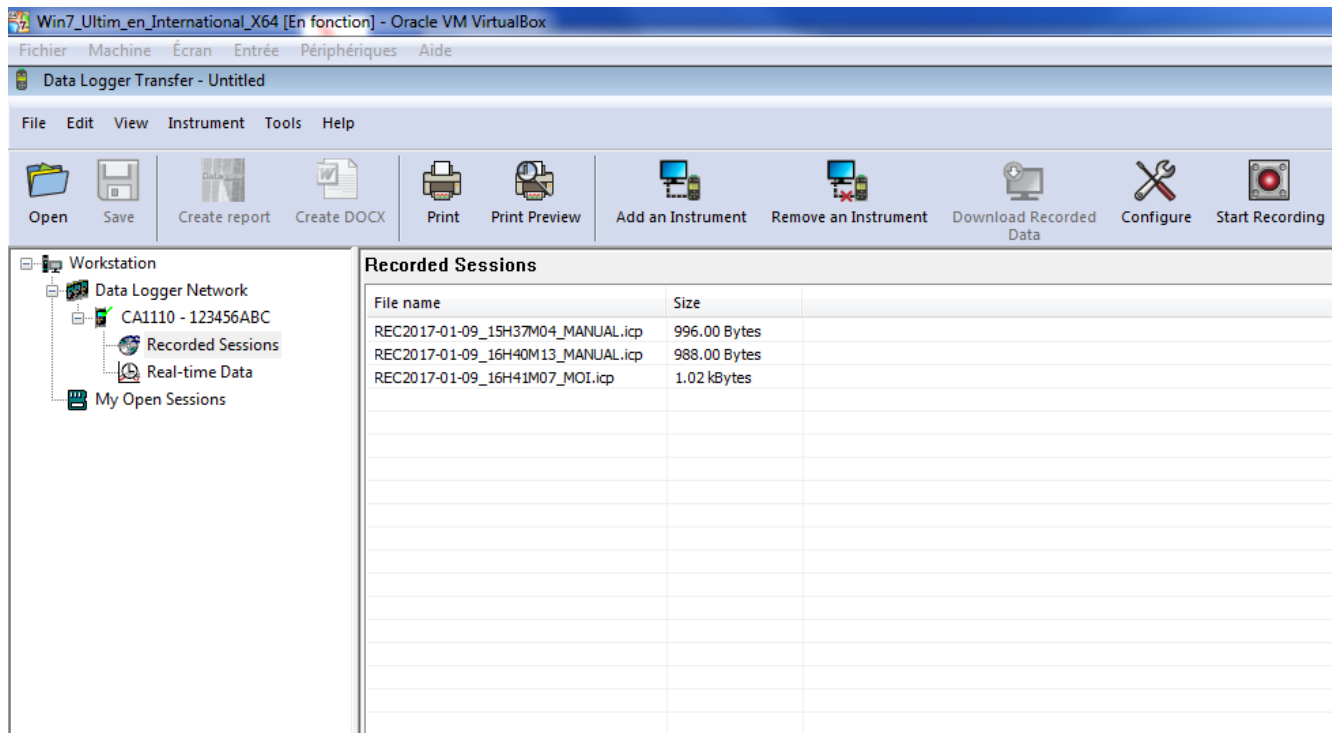 Win7_Ultim_en_International_X64 [En fonction] - Oracle VM VirtualBox
Fichier Machine Écran Entrée Périphériques Aide
Data Logger Transfer - Untitled
File Edit View Instrument Tools Help
Open Save Create report Create DOCX Print Print Preview Add an Instrument Remove an Instrument Download Recorded Data Configure Start Recording
Workstation
Data Logger Network
CA1110 - 123456ABC
Recorded Sessions
Real-time Data
My Open Sessions
Recorded Sessions
File name Size
REC2017-01-09_15H37M04_MANUAL.icp 996.00 Bytes
REC2017-01-09_16H40M13_MANUAL.icp 988.00 Bytes
REC2017-01-09_16H41M07_MOI.icp 1.02 kBytes